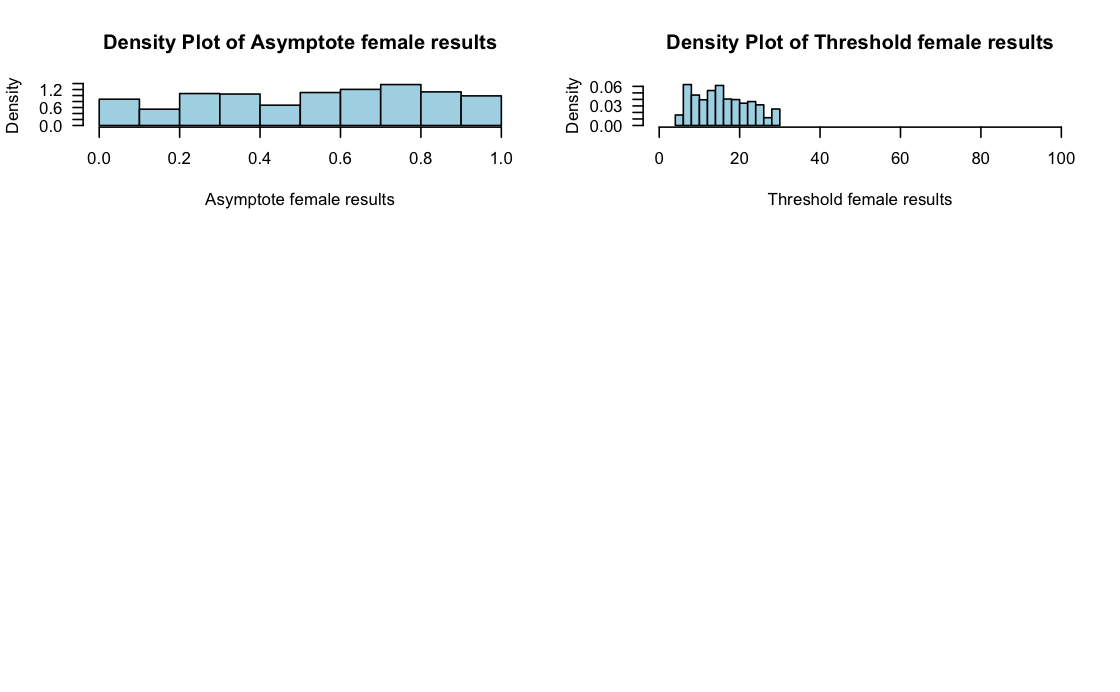 Density Plot of Asymptote female results
Density
1.2
0.6
0.0
0.0 0.2 0.4 0.6 0.8 1.0
Asymptote female results
Density Plot of Threshold female results
Density
0.06
0.03
0.00
0 20 40 60 80 100
Threshold female results